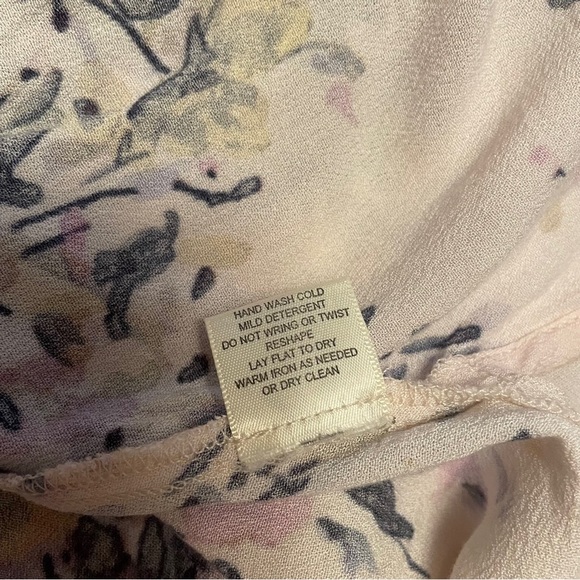 HAND WASH COLD
MILD DETERGENT
DO NOT WRING OR TWIST
RESHAPE
LAY FLAT TO DRY
WARM IRON AS NEEDED
OR DRY CLEAN